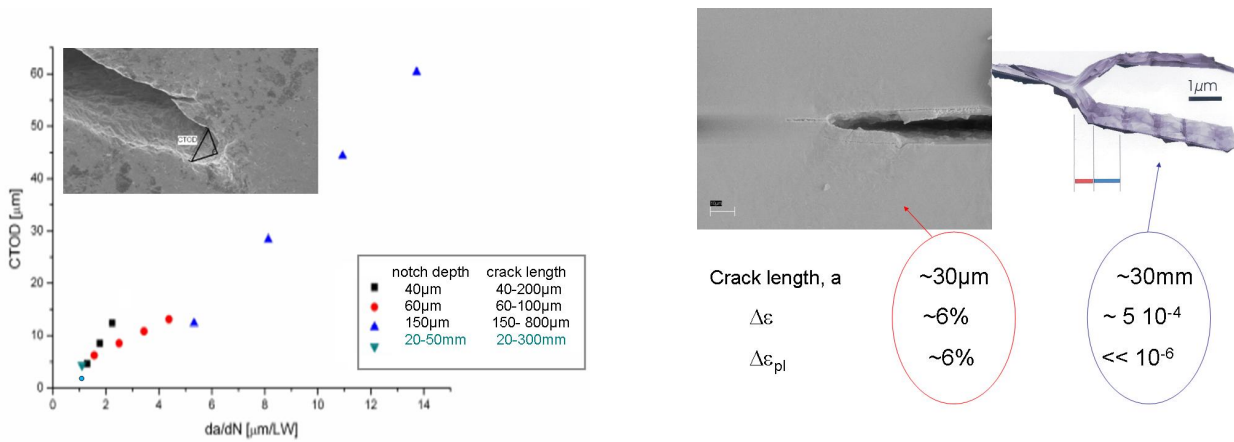 60
50
40
30
20
10
0
CTOD [µm]
0 2 4 6 8 10 12 14
da/dN [µm/LW]
CTOD
notch depth crack length
40µm 40-200µm
60µm 60-100µm
150µm 150- 800µm
20-50mm 20-300mm
1µm
Crack length, a ~30µm ~30mm
Δε ~6% ~ 5 10⁻⁴
Δεpl ~6% << 10⁻⁶